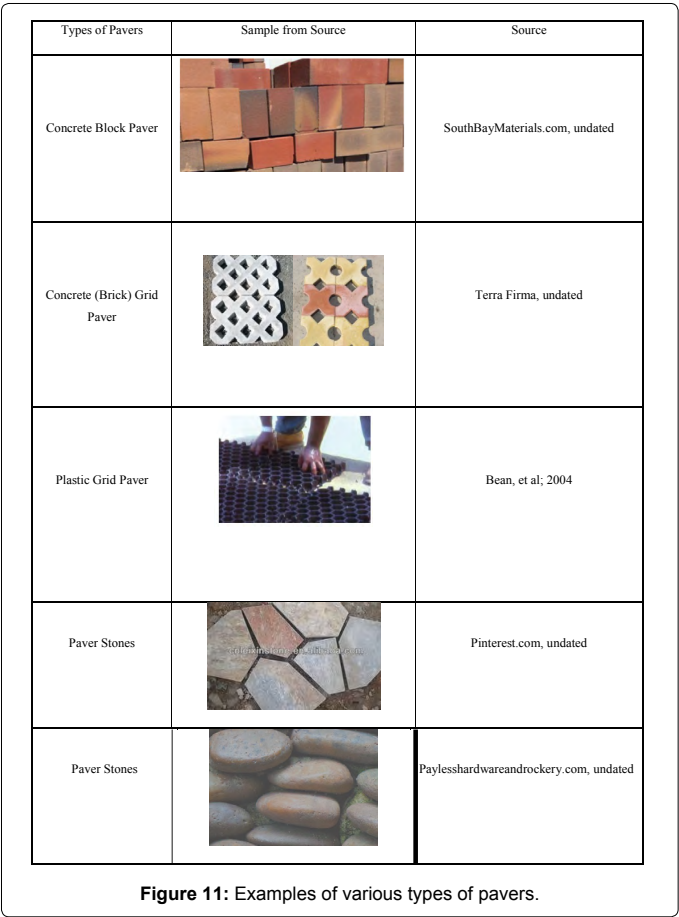 Types of Pavers
Sample from Source
Source
Concrete Block Paver
SouthBayMaterials.com, undated
Concrete (Brick) Grid
Paver
Terra Firma, undated
Plastic Grid Paver
Bean, et al; 2004
Paver Stones
Pinterest.com, undated
Paver Stones
Paylesshardwareandrockery.com, undated
Figure 11: Examples of various types of pavers.